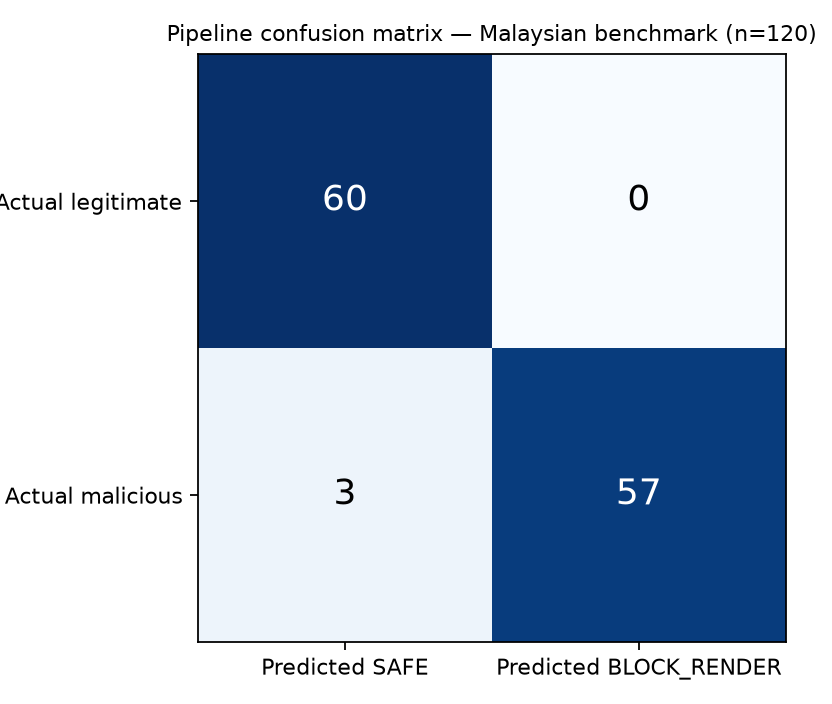 Pipeline confusion matrix — Malaysian benchmark (n=120)
Actual legitimate
60
0
Actual malicious
3
57
Predicted SAFE
Predicted BLOCK_RENDER